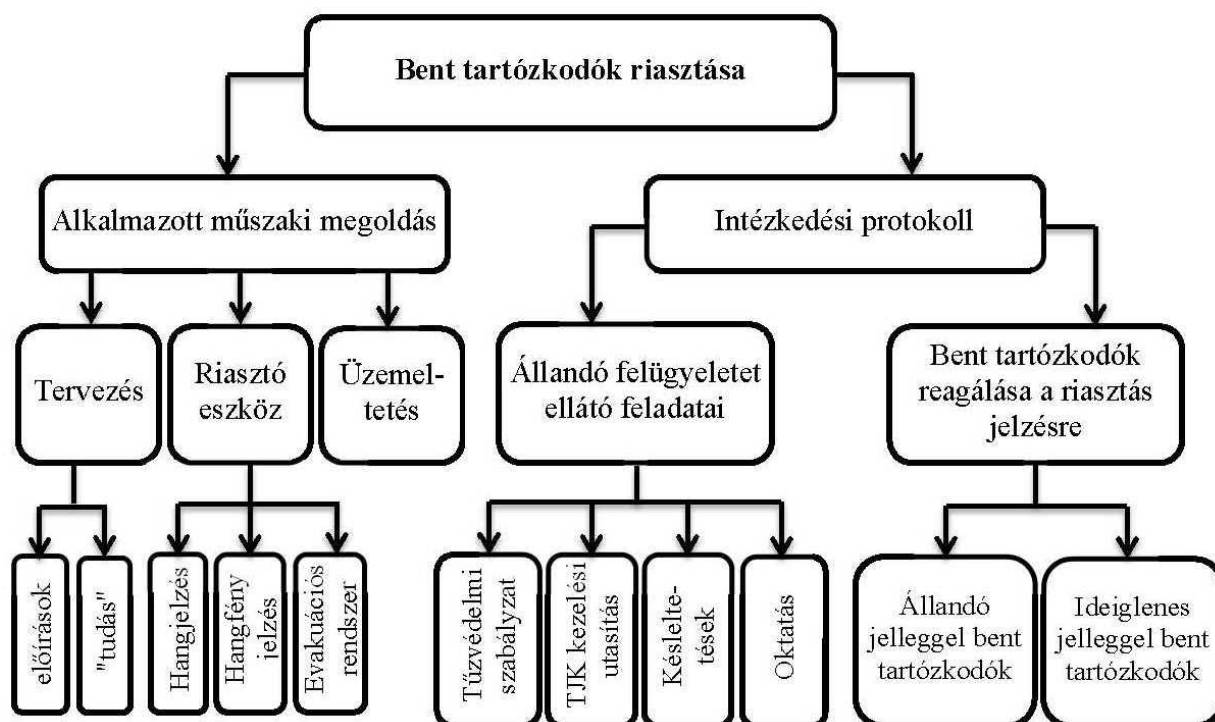 Bent tartózkodók riasztása
Alkalmazott műszaki megoldás
Intézkedési protokoll
Tervezés
Riasztó
eszköz
Üzemel-
tetés
Állandó felügyeletet
ellátó feladatai
Bent tartózkodók
reagálása a riasztás
jelzésre
előírások
"tudás"
Hangjelzés
Hangfény
jelzés
Evakuációs
rendszer
Tűzvédelmi
szabályzat
TJK kezelési
utasítás
Késlelte-
tések
Oktatás
Állandó
jelleggel bent
tartózkodók
Ideiglenes
jelleggel bent
tartózkodók